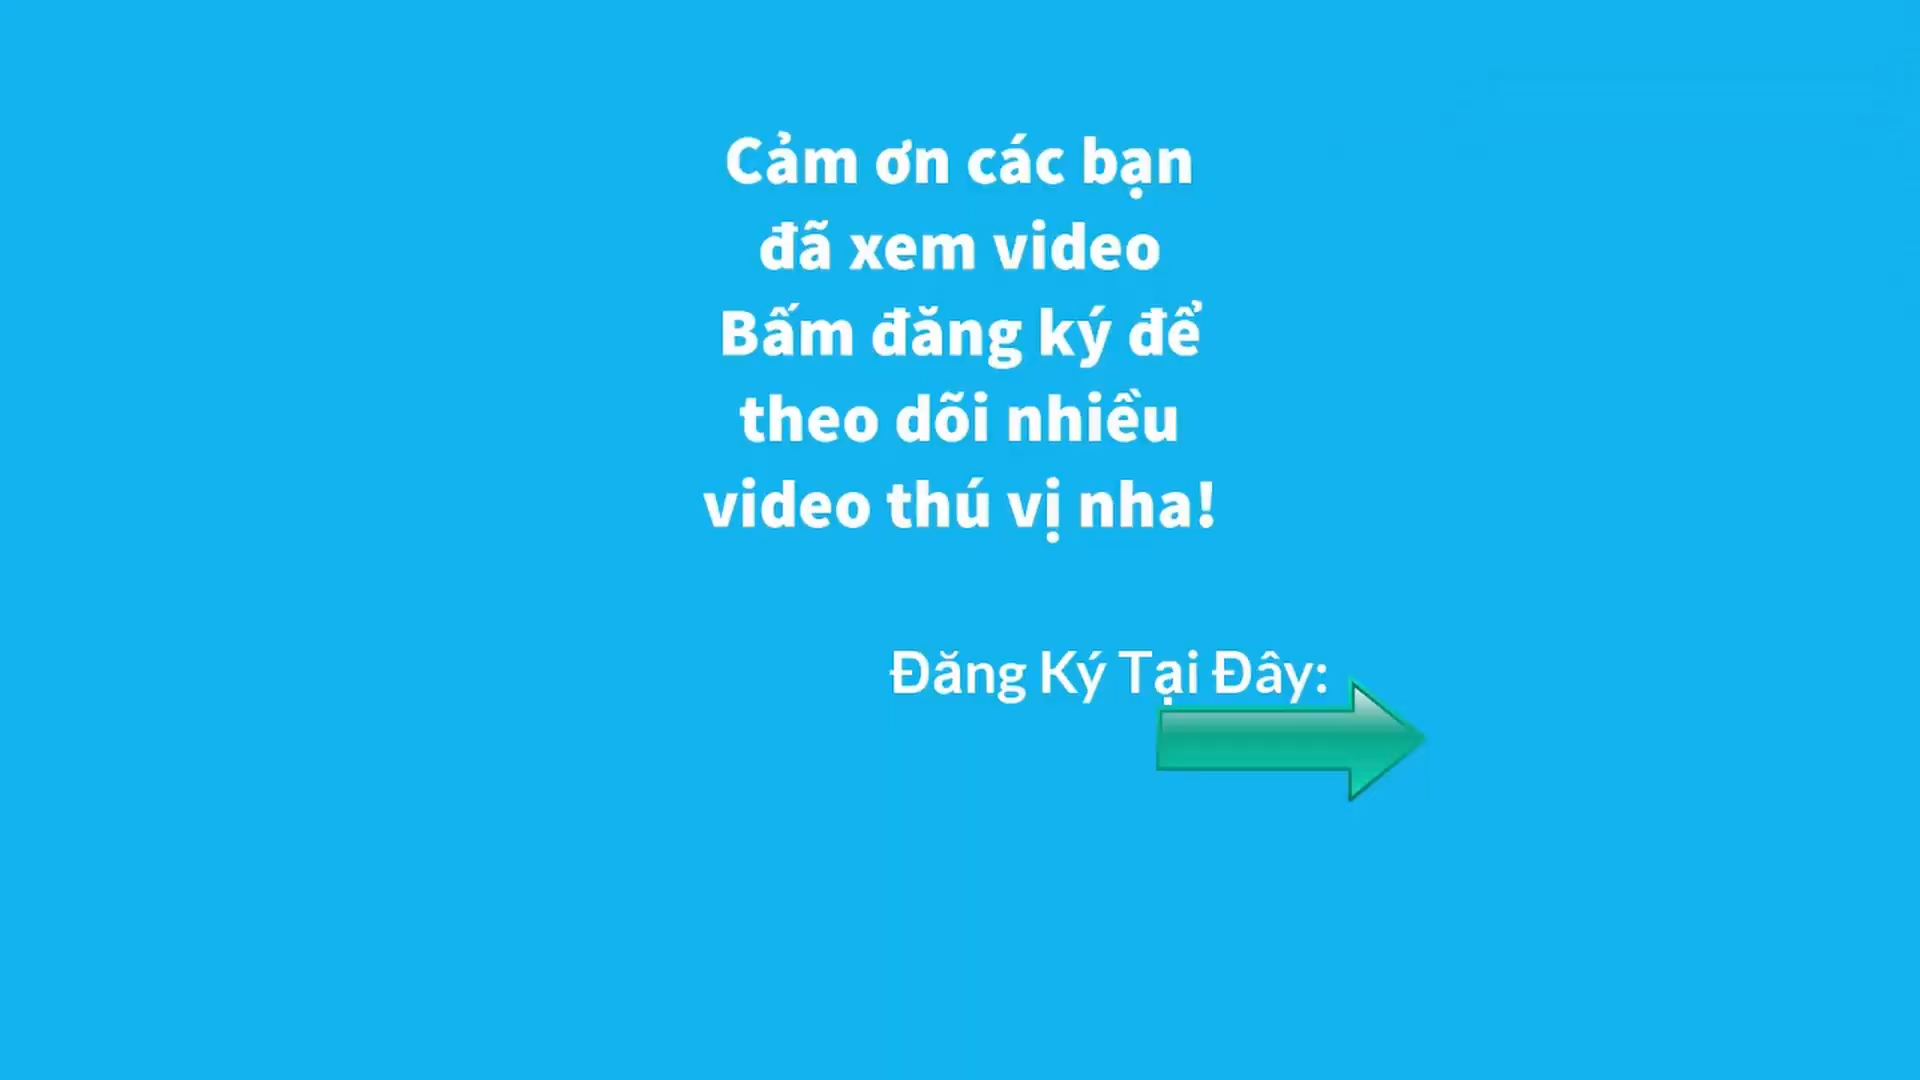 Cảm ơn các bạn
đã xem video
Bấm đăng ký để
theo dõi nhiều
video thú vị nha!
Đăng Ký Tại Đây: